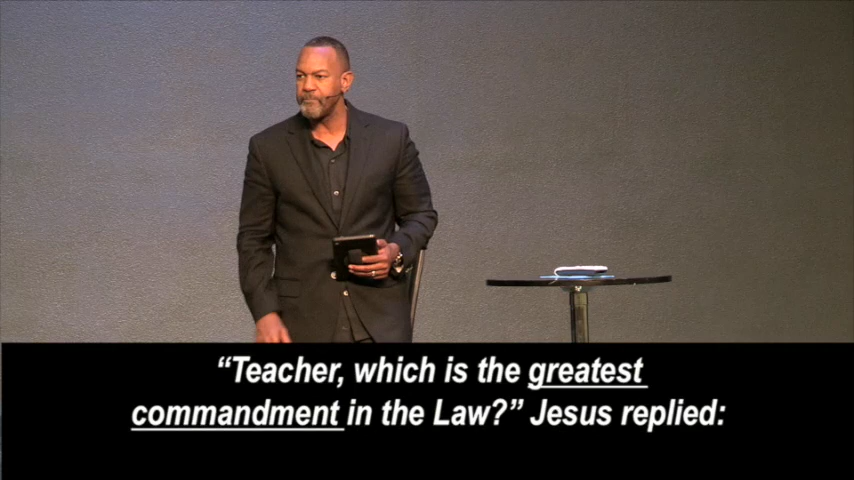 “Teacher, which is the greatest
commandment in the Law?” Jesus replied: